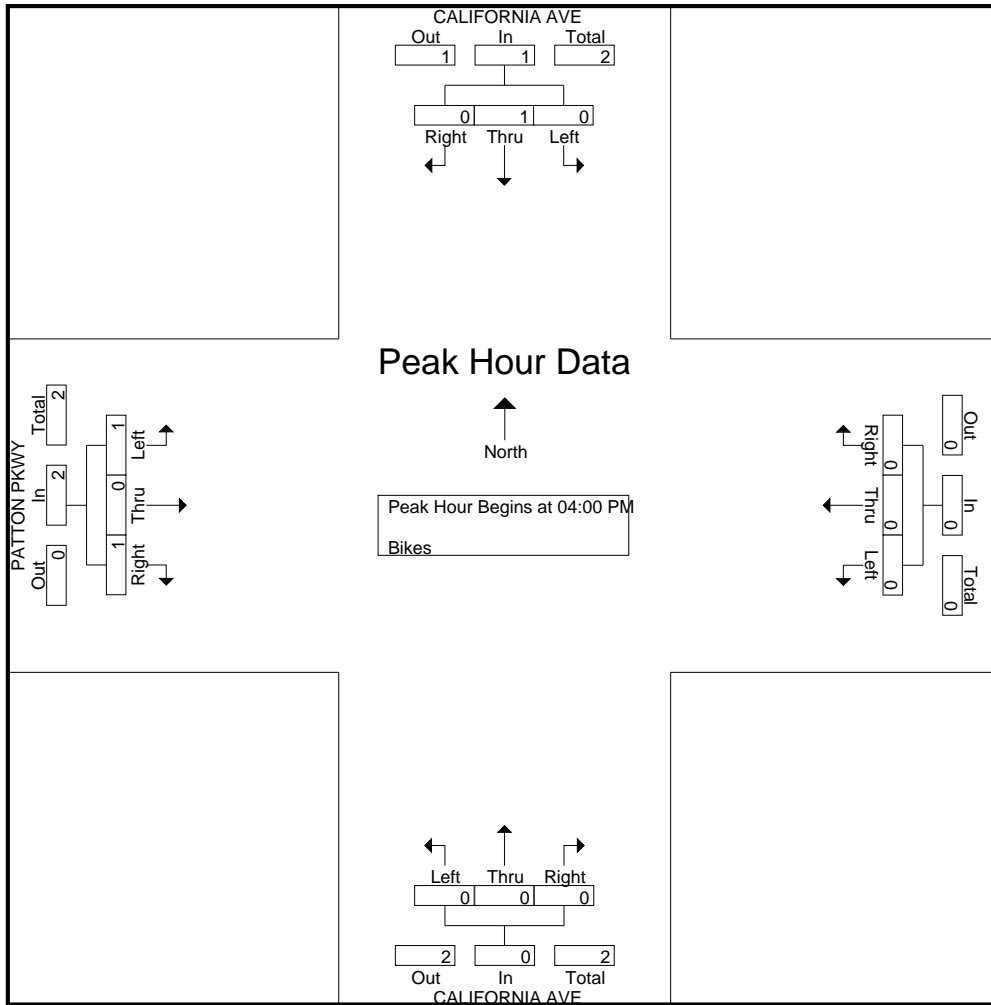 CALIFORNIA AVE
Out In Total
1 1 2
0 1 0
Right Thru Left
Peak Hour Data
North
Peak Hour Begins at 04:00 PM
Bikes
PATTON PKWY
Out In Total
0 2 2
1 0 1
Left Thru Right
Right Thru Left
0 0 0
Out In Total
0 0 0
Left Thru Right
0 0 0
2 0 2
Out In Total
CALIFORNIA AVE